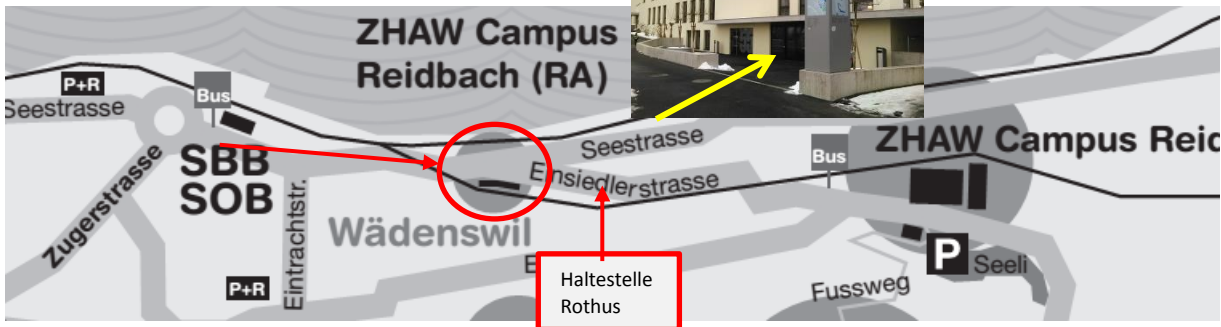 ZHAW Campus
Reidbach (RA)
P+R
Bus
Seestrasse
Seestrasse
Bus
ZHAW Campus Reid
SBB
SOB
Einsiedlerstrasse
Zugerstrasse
Eintrachtstr.
Wädenswil
P
Seeli
E
Haltestelle
Rothus
P+R
Fussweg